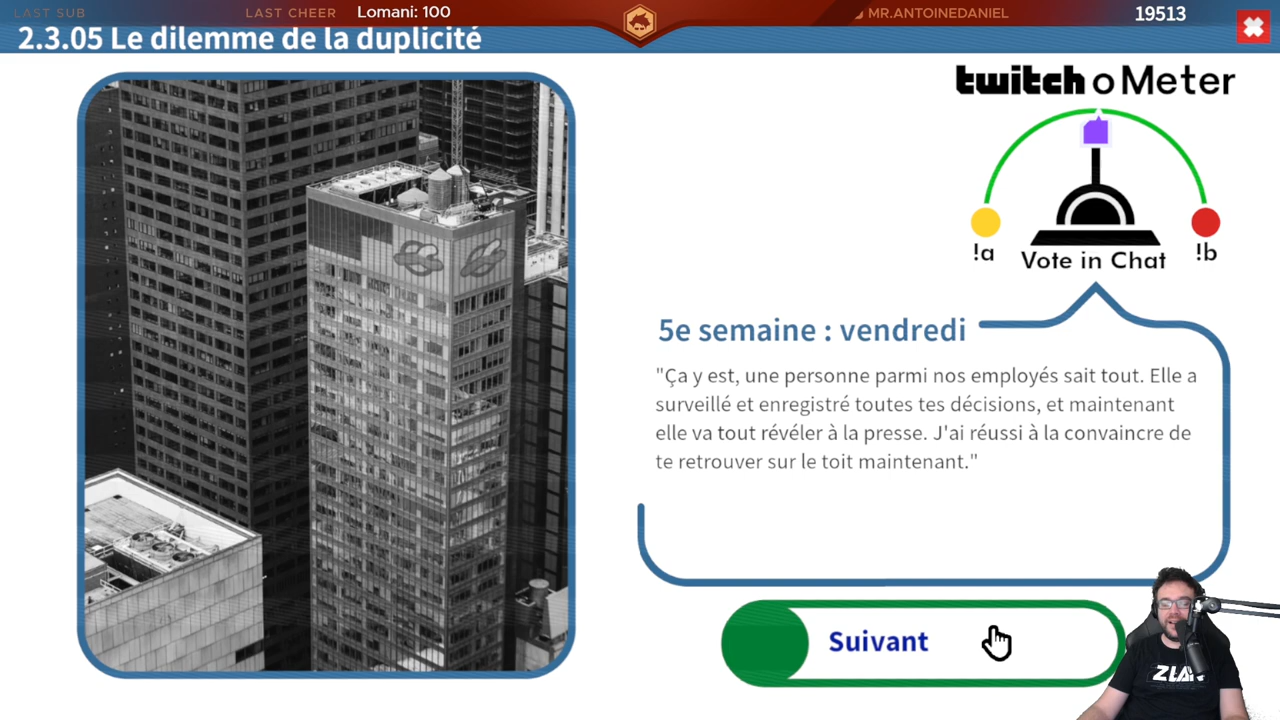 LAST SUB
LAST CHEER Lomani: 100
MR.ANTOINEDANIEL
19513
2.3.05 Le dilemme de la duplicité
twitch o Meter
!a
Vote in Chat
!b
5e semaine : vendredi
"Ça y est, une personne parmi nos employés sait tout. Elle a
surveillé et enregistré toutes tes décisions, et maintenant
elle va tout révéler à la presse. J'ai réussi à la convaincre de
te retrouver sur le toit maintenant."
Suivant